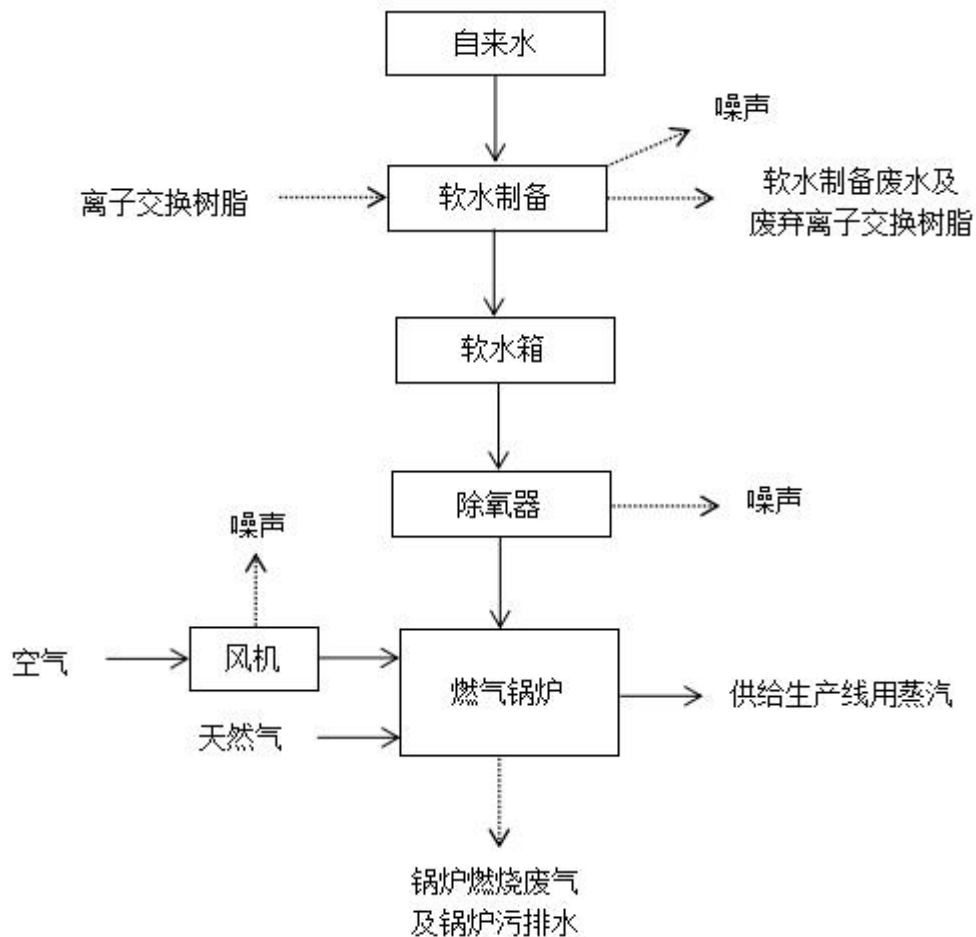 自来水
噪声
离子交换树脂
软水制备
软水制备废水及
废弃离子交换树脂
软水箱
除氧器
噪声
噪声
空气
风机
燃气锅炉
供给生产线用蒸汽
天然气
锅炉燃烧废气
及锅炉污排水